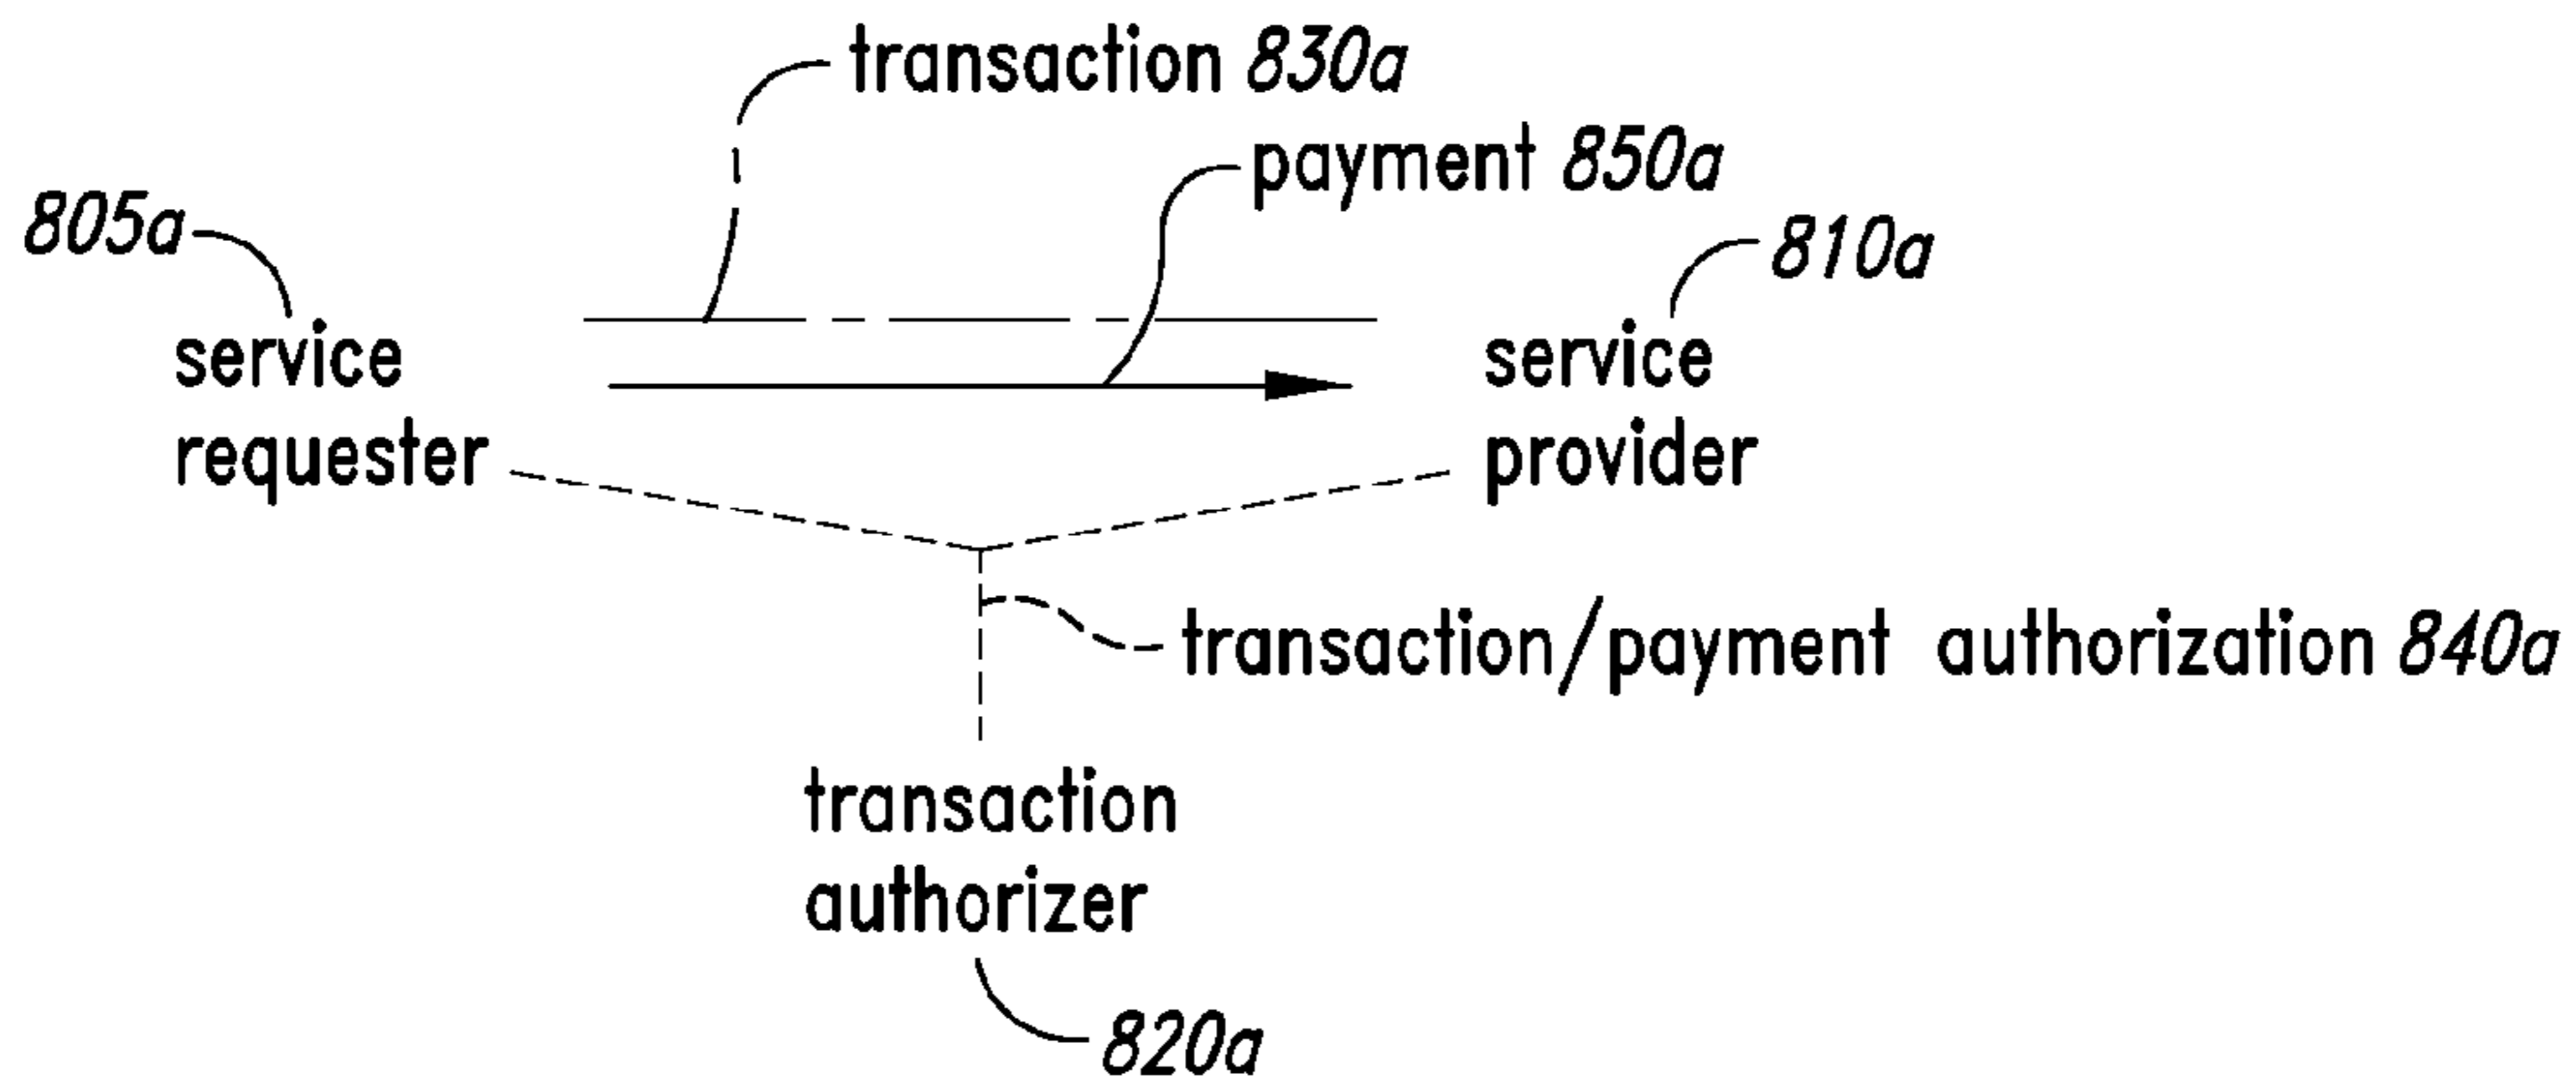 transaction 830a
payment 850a
805a
810a
service
requester
service
provider
transaction/payment authorization 840a
transaction
authorizer
820a